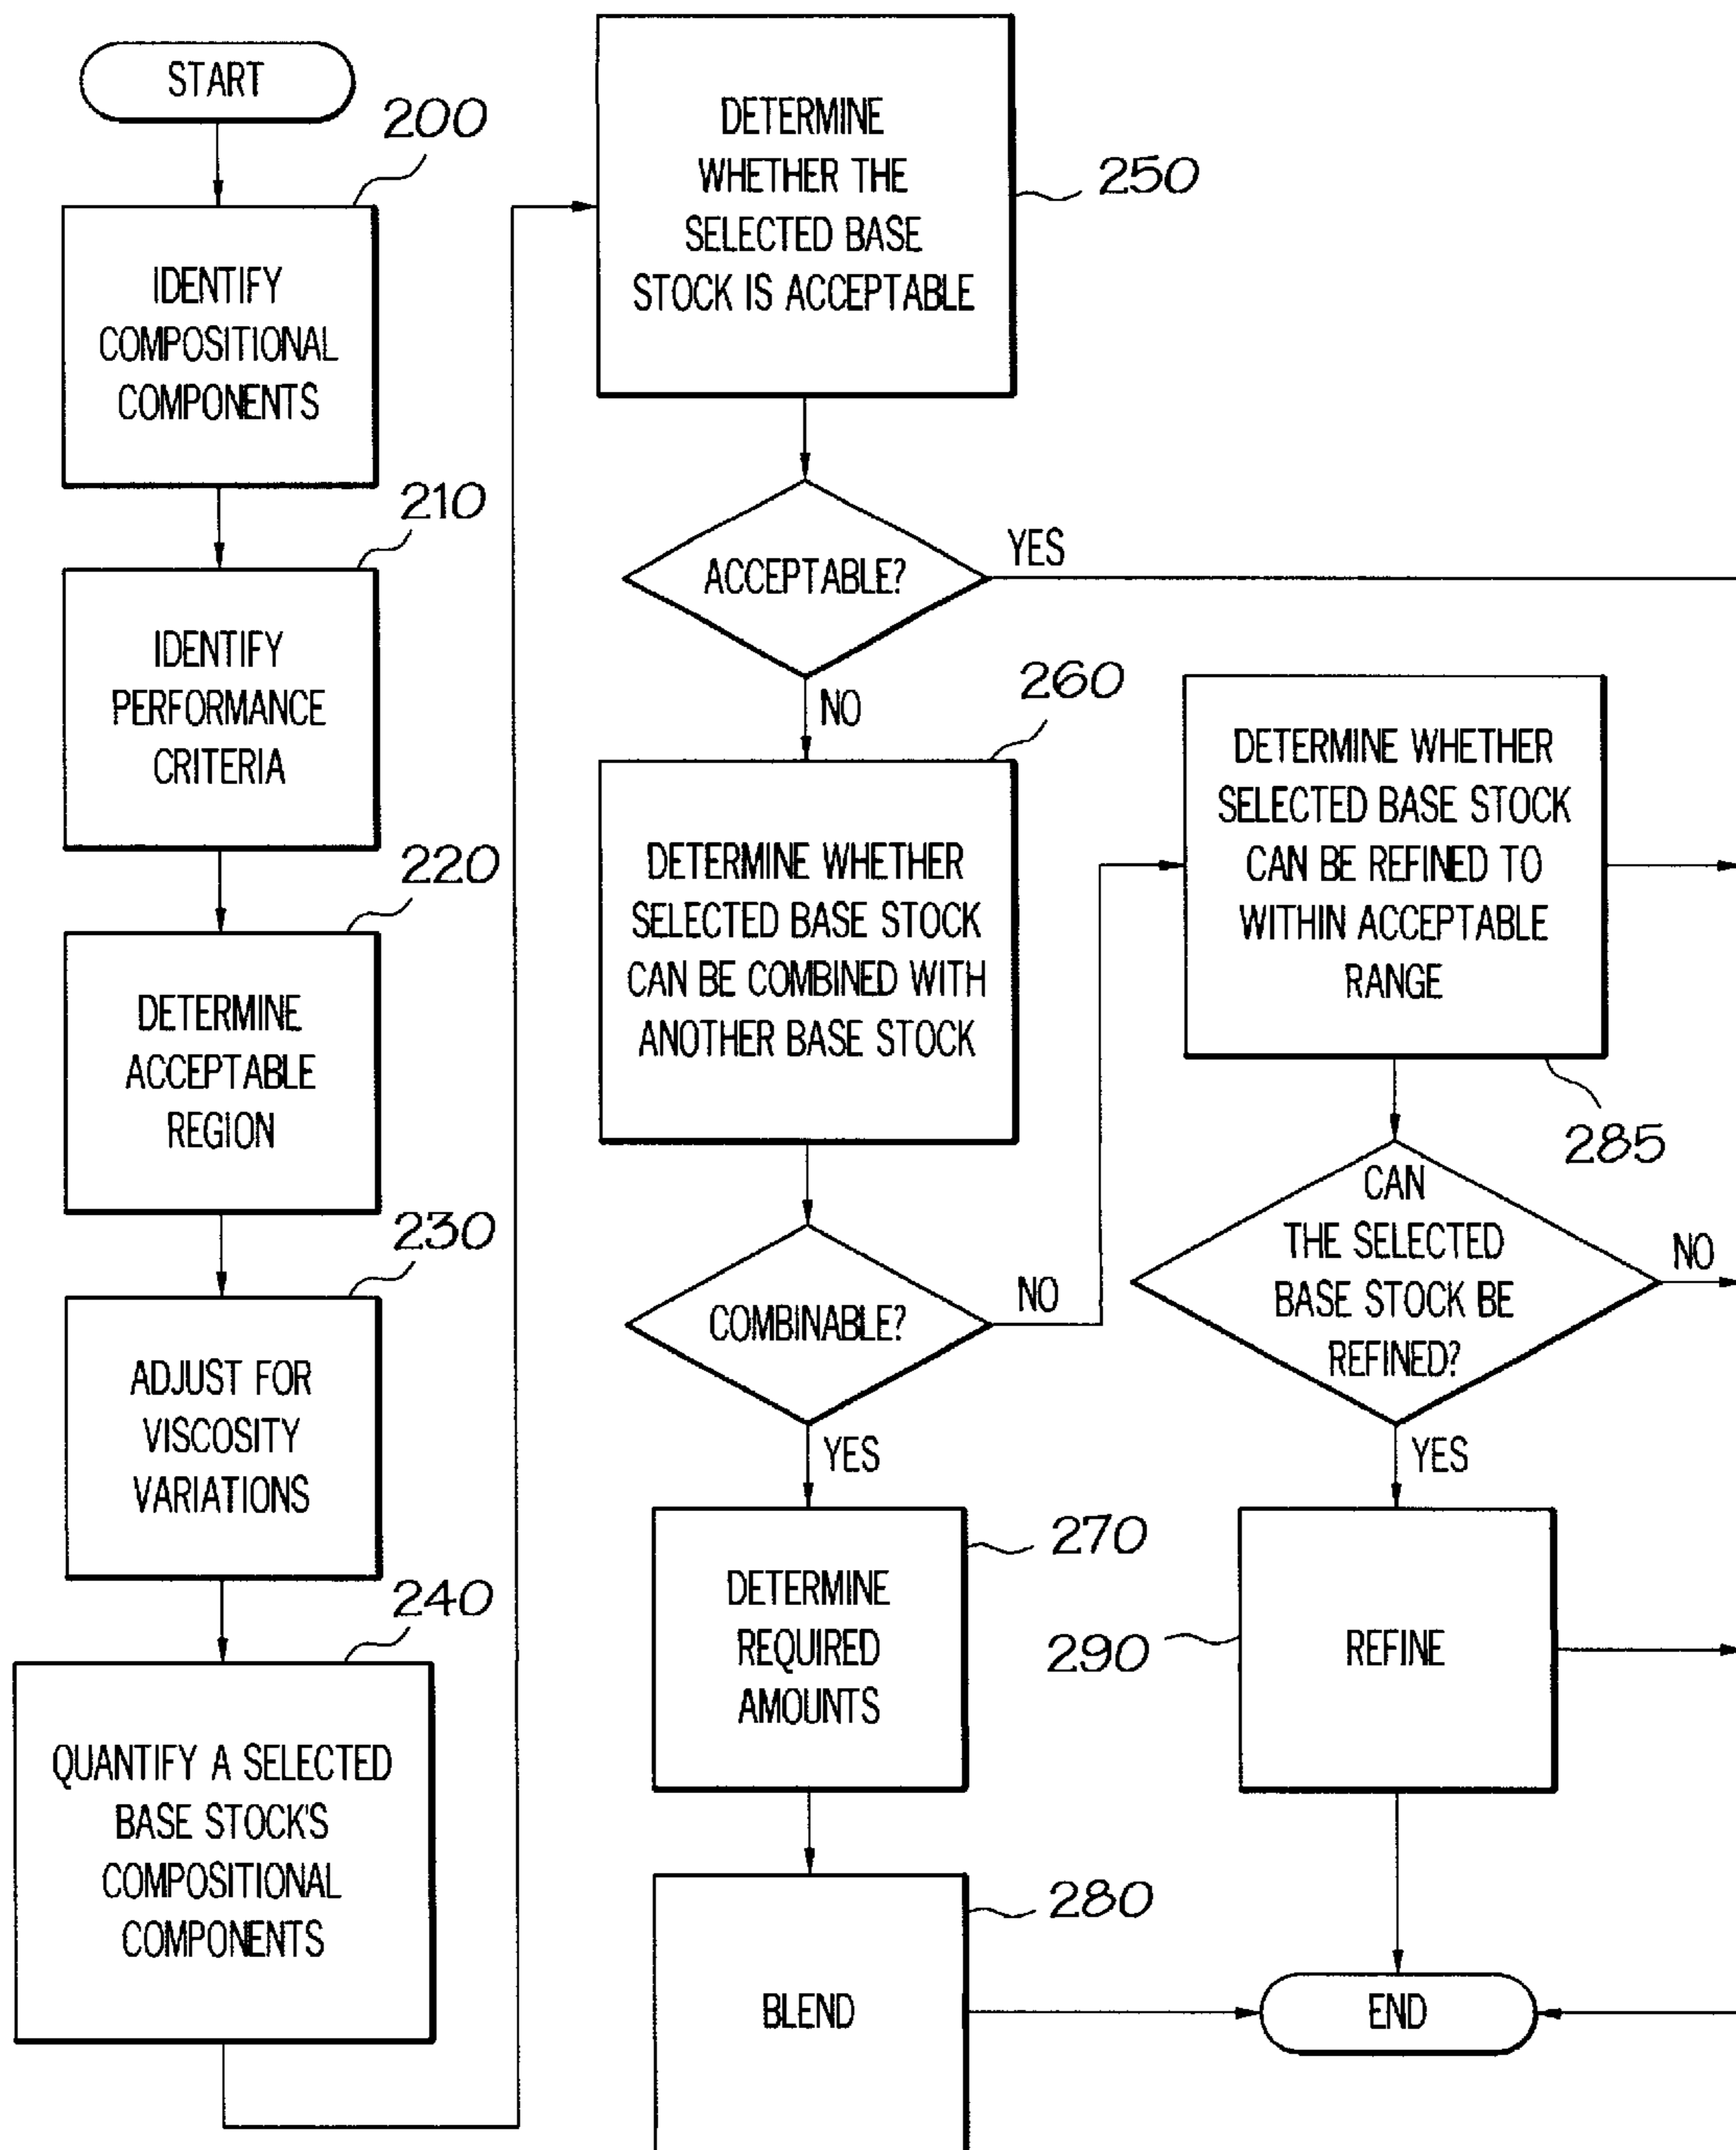 START
200
IDENTIFY
COMPOSITIONAL
COMPONENTS
210
IDENTIFY
PERFORMANCE
CRITERIA
220
DETERMINE
ACCEPTABLE
REGION
230
ADJUST FOR
VISCOSITY
VARIATIONS
240
QUANTIFY A SELECTED
BASE STOCK'S
COMPOSITIONAL
COMPONENTS
250
DETERMINE
WHETHER THE
SELECTED BASE
STOCK IS ACCEPTABLE
ACCEPTABLE?
YES
NO
260
DETERMINE WHETHER
SELECTED BASE STOCK
CAN BE COMBINED WITH
ANOTHER BASE STOCK
COMBINABLE?
NO
YES
270
DETERMINE
REQUIRED
AMOUNTS
280
BLEND
DETERMINE WHETHER
SELECTED BASE STOCK
CAN BE REFINED TO
WITHIN ACCEPTABLE
RANGE
285
CAN
THE SELECTED
BASE STOCK BE
REFINED?
NO
YES
290
REFINE
END